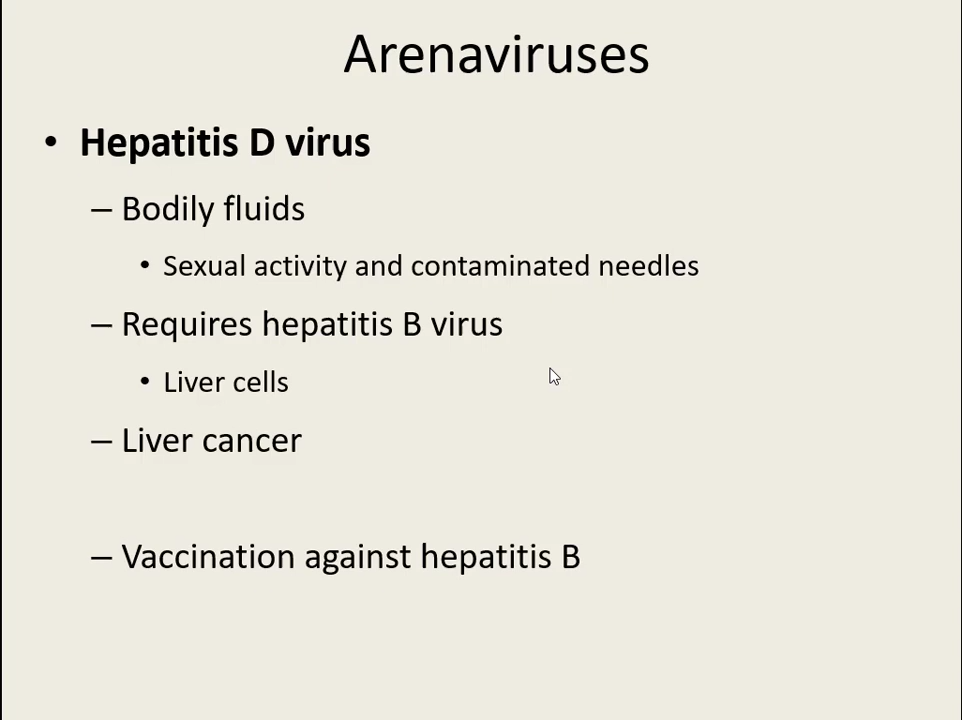 Arenaviruses
• Hepatitis D virus
– Bodily fluids
• Sexual activity and contaminated needles
– Requires hepatitis B virus
• Liver cells
– Liver cancer
– Vaccination against hepatitis B